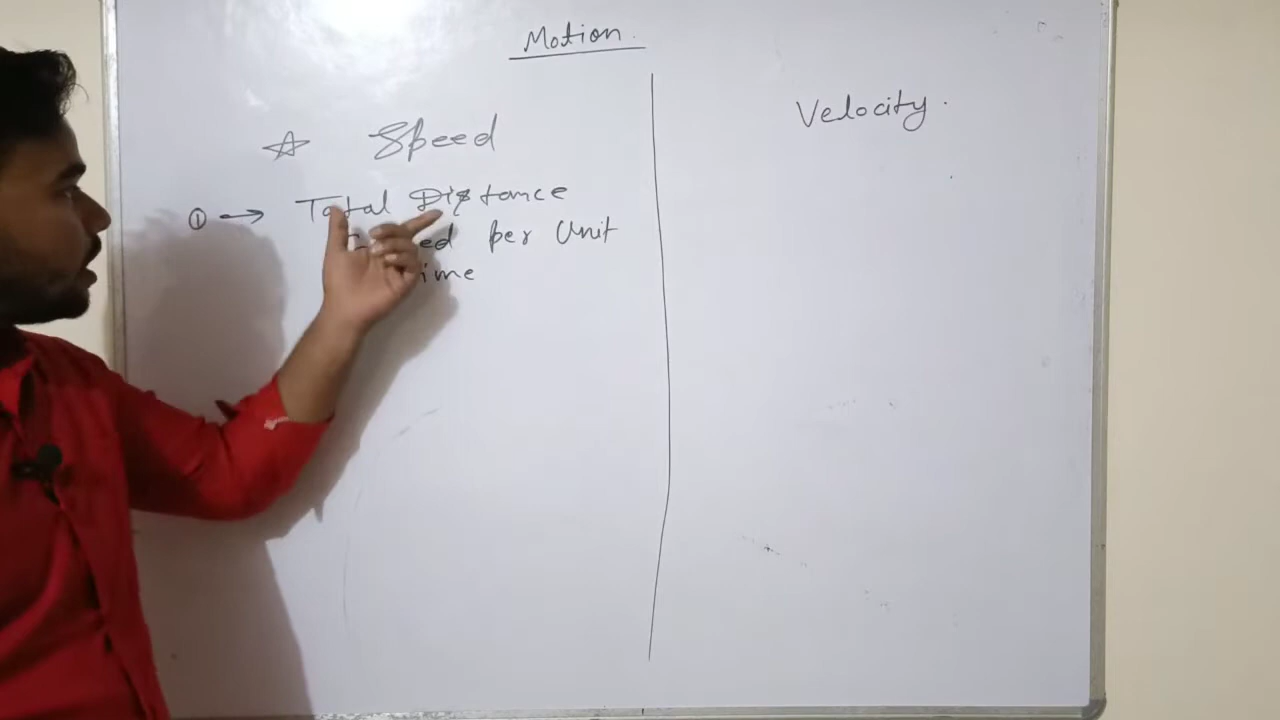 Motion.
☆ Speed
① → Total Distance
per Unit
Velocity.